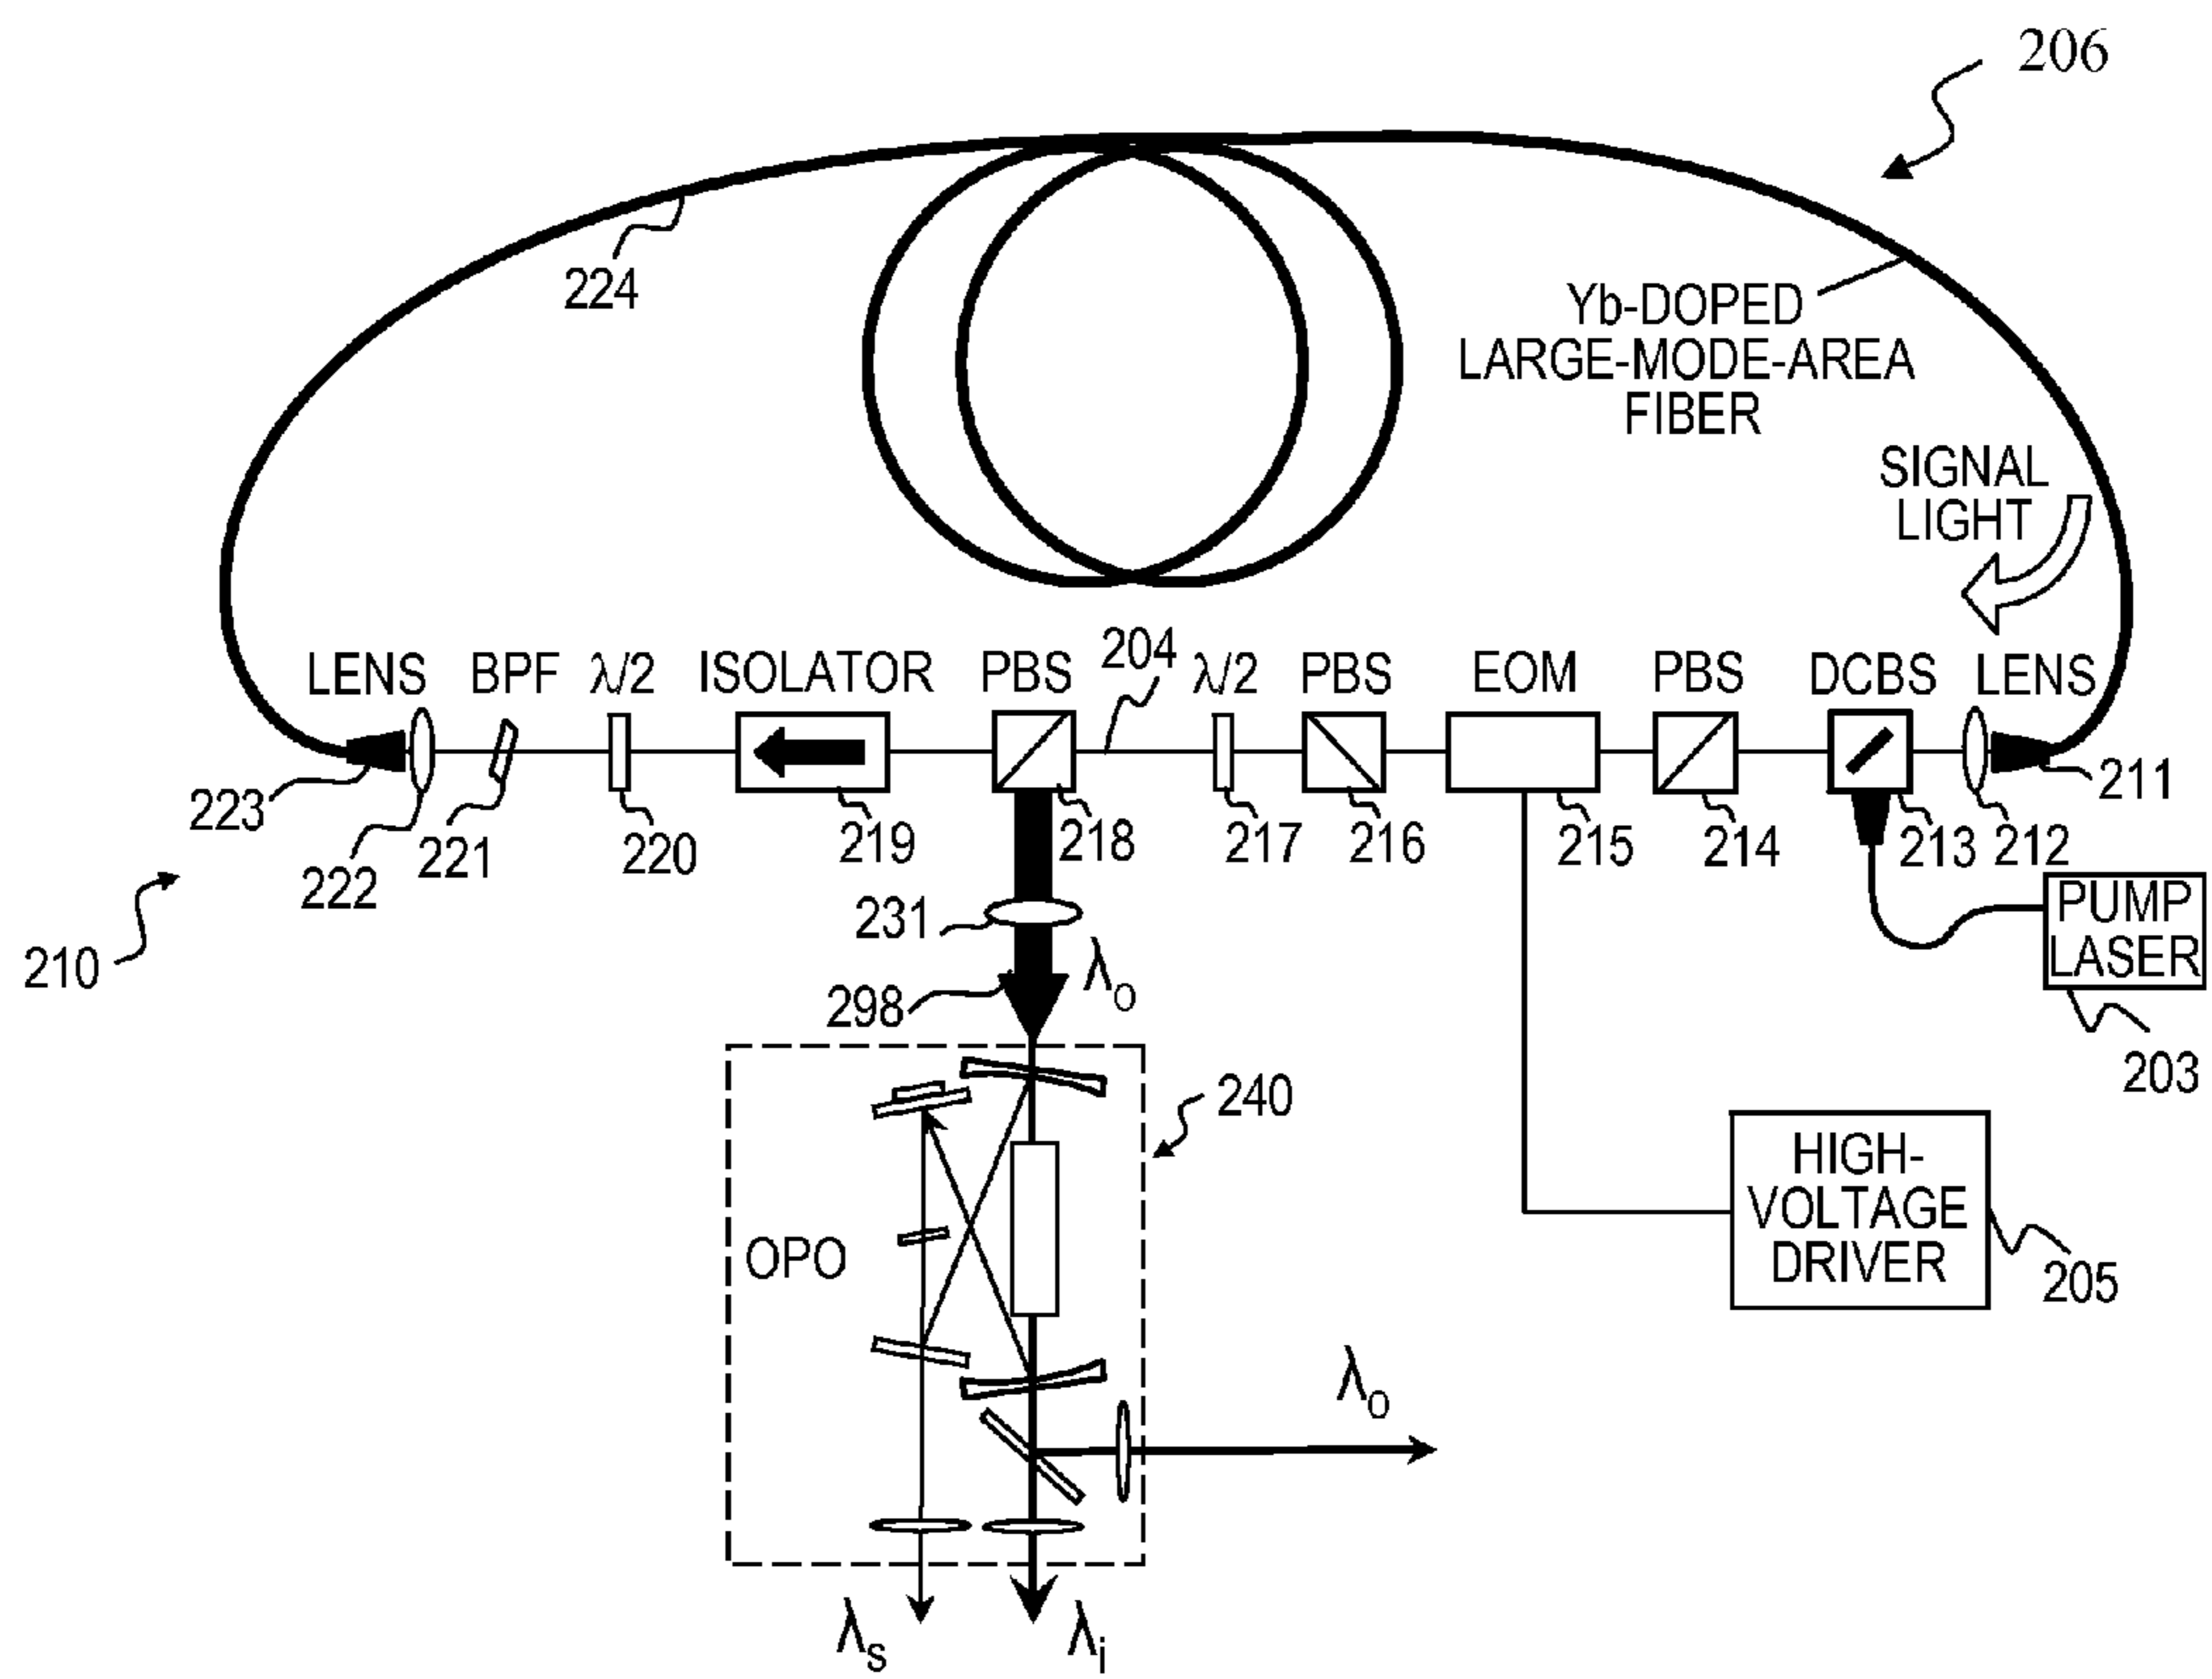 206
224
Yb-DOPED
LARGE-MODE-AREA
FIBER
SIGNAL
LIGHT
LENS BPF λ/2 ISOLATOR PBS 204 λ/2 PBS EOM PBS DCBS LENS
223 222 221 220 219 218 217 216 215 214 213 212 211
210
231
λo
298
PUMP
LASER
203
240
OPO
HIGH-
VOLTAGE
DRIVER
205
λo
λs λi